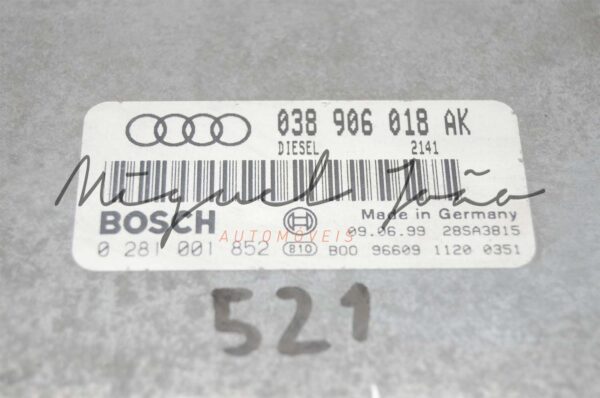 038 906 018 AK
DIESEL 2141
Miguel João
AUTOMÓVEIS
BOSCH Made in Germany
09.06.99 28SA3815
0 281 001 852 810 B00 96609 1120 0351
521